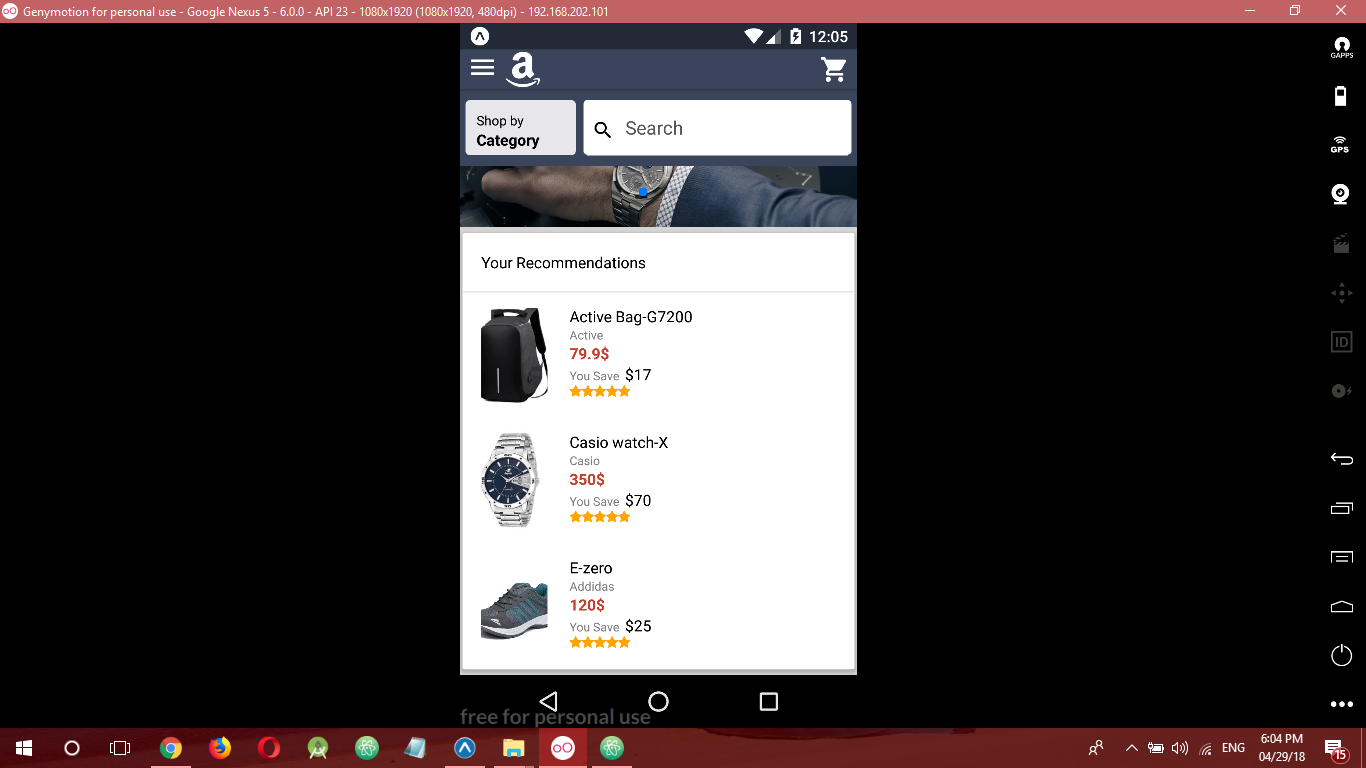 Genymotion for personal use - Google Nexus 5 - 6.0.0 - API 23 - 1080x1920 (1080x1920, 480dpi) - 192.168.202.101
12:05
a
Shop by
Category
Search
Your Recommendations
Active Bag-G7200
Active
79.9$
You Save $17
Casio watch-X
Casio
350$
You Save $70
E-zero
Addidas
120$
You Save $25
free for personal use
GAPPS
GPS
ID
ENG
6:04 PM
04/29/18
15